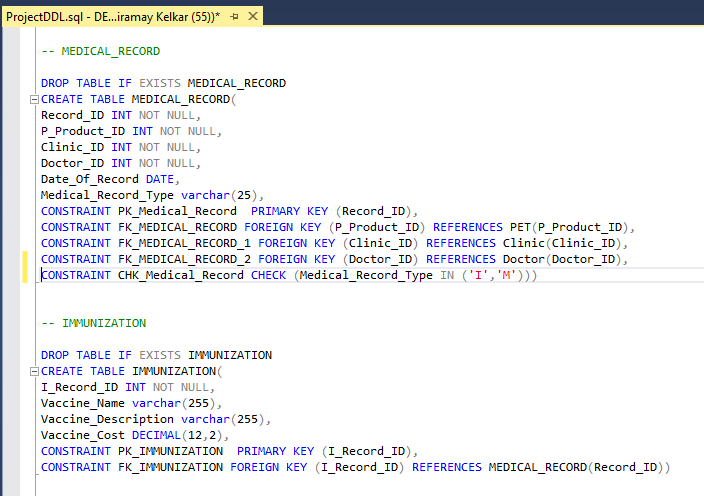 ProjectDDL.sql - DE...iramay Kelkar (55))*
-- MEDICAL_RECORD
DROP TABLE IF EXISTS MEDICAL_RECORD
CREATE TABLE MEDICAL_RECORD(
Record_ID INT NOT NULL,
P_Product_ID INT NOT NULL,
Clinic_ID INT NOT NULL,
Doctor_ID INT NOT NULL,
Date_Of_Record DATE,
Medical_Record_Type varchar(25),
CONSTRAINT PK_Medical_Record  PRIMARY KEY (Record_ID),
CONSTRAINT FK_MEDICAL_RECORD FOREIGN KEY (P_Product_ID) REFERENCES PET(P_Product_ID),
CONSTRAINT FK_MEDICAL_RECORD_1 FOREIGN KEY (Clinic_ID) REFERENCES Clinic(Clinic_ID),
CONSTRAINT FK_MEDICAL_RECORD_2 FOREIGN KEY (Doctor_ID) REFERENCES Doctor(Doctor_ID),
CONSTRAINT CHK_Medical_Record CHECK (Medical_Record_Type IN ('I','M')))
-- IMMUNIZATION
DROP TABLE IF EXISTS IMMUNIZATION
CREATE TABLE IMMUNIZATION(
I_Record_ID INT NOT NULL,
Vaccine_Name varchar(255),
Vaccine_Description varchar(255),
Vaccine_Cost DECIMAL(12,2),
CONSTRAINT PK_IMMUNIZATION  PRIMARY KEY (I_Record_ID),
CONSTRAINT FK_IMMUNIZATION FOREIGN KEY (I_Record_ID) REFERENCES MEDICAL_RECORD(Record_ID))